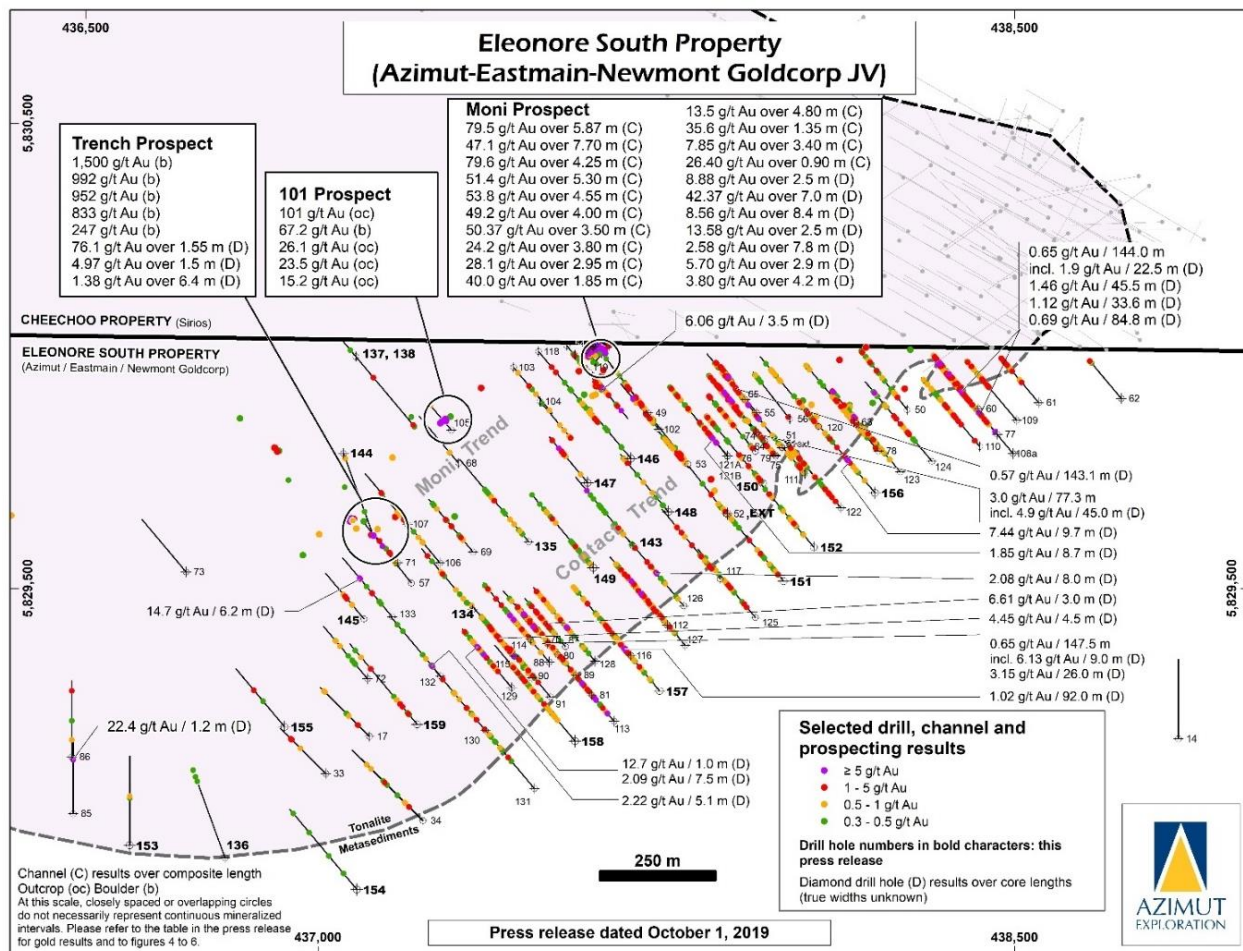 436,500
438,500
Eleonore South Property
(Azimut-Eastmain-Newmont Goldcorp JV)
5,830,500
Trench Prospect
1,500 g/t Au (b)
992 g/t Au (b)
952 g/t Au (b)
833 g/t Au (b)
247 g/t Au (b)
76.1 g/t Au over 1.55 m (D)
4.97 g/t Au over 1.5 m (D)
1.38 g/t Au over 6.4 m (D)
101 Prospect
101 g/t Au (oc)
67.2 g/t Au (b)
26.1 g/t Au (oc)
23.5 g/t Au (oc)
15.2 g/t Au (oc)
Moni Prospect
79.5 g/t Au over 5.87 m (C)
47.1 g/t Au over 7.70 m (C)
79.6 g/t Au over 4.25 m (C)
51.4 g/t Au over 5.30 m (C)
53.8 g/t Au over 4.55 m (C)
49.2 g/t Au over 4.00 m (C)
50.37 g/t Au over 3.50 m (C)
24.2 g/t Au over 3.80 m (C)
28.1 g/t Au over 2.95 m (C)
40.0 g/t Au over 1.85 m (C)
13.5 g/t Au over 4.80 m (C)
35.6 g/t Au over 1.35 m (C)
7.85 g/t Au over 3.40 m (C)
26.40 g/t Au over 0.90 m (C)
8.88 g/t Au over 2.5 m (D)
42.37 g/t Au over 7.0 m (D)
8.56 g/t Au over 8.4 m (D)
13.58 g/t Au over 2.5 m (D)
2.58 g/t Au over 7.8 m (D)
5.70 g/t Au over 2.9 m (D)
3.80 g/t Au over 4.2 m (D)
0.65 g/t Au / 144.0 m
incl. 1.9 g/t Au / 22.5 m (D)
1.46 g/t Au / 45.5 m (D)
1.12 g/t Au / 33.6 m (D)
0.69 g/t Au / 84.8 m (D)
6.06 g/t Au / 3.5 m (D)
CHEECHOO PROPERTY (Sirios)
ELEONORE SOUTH PROPERTY
(Azimut / Eastmain / Newmont Goldcorp)
137, 138
118
103
104
105
68
144
107
71
57
106
69
73
135
146
147
148
143
149
49
102
53
52, EXT
65
55
56
74
64
51
76
79
75
121A
121B
111
150
120
63
78
50
124
123
122
156
152
151
60
61
62
109
110
77
108a
Moni Trend
Contact Trend
0.57 g/t Au / 143.1 m (D)
3.0 g/t Au / 77.3 m
incl. 4.9 g/t Au / 45.0 m (D)
7.44 g/t Au / 9.7 m (D)
1.85 g/t Au / 8.7 m (D)
2.08 g/t Au / 8.0 m (D)
6.61 g/t Au / 3.0 m (D)
4.45 g/t Au / 4.5 m (D)
0.65 g/t Au / 147.5 m
incl. 6.13 g/t Au / 9.0 m (D)
3.15 g/t Au / 26.0 m (D)
1.02 g/t Au / 92.0 m (D)
5,829,500
5,829,500
14.7 g/t Au / 6.2 m (D)
145
133
134
132
72
159
17
155
33
34
130
131
114
115
80
88
90
89
91
81
113
128
129
158
116
157
112
127
126
125
117
14
22.4 g/t Au / 1.2 m (D)
86
85
153
136
154
12.7 g/t Au / 1.0 m (D)
2.09 g/t Au / 7.5 m (D)
2.22 g/t Au / 5.1 m (D)
Tonalite
Metasediments
250 m
Selected drill, channel and
prospecting results
≥ 5 g/t Au
1 - 5 g/t Au
0.5 - 1 g/t Au
0.3 - 0.5 g/t Au
Drill hole numbers in bold characters: this
press release
Diamond drill hole (D) results over core lengths
(true widths unknown)
Channel (C) results over composite length
Outcrop (oc) Boulder (b)
At this scale, closely spaced or overlapping circles
do not necessarily represent continuous mineralized
intervals. Please refer to the table in the press release
for gold results and to figures 4 to 6.
AZIMUT
EXPLORATION
437,000
Press release dated October 1, 2019
438,500